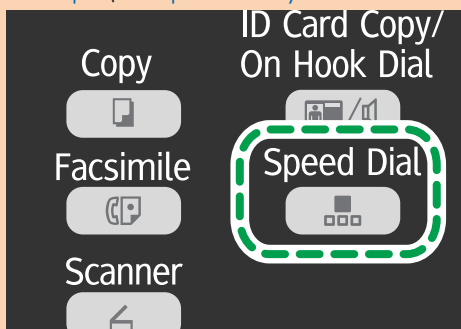 Copy
ID Card Copy/
On Hook Dial
Facsimile
Speed Dial
Scanner